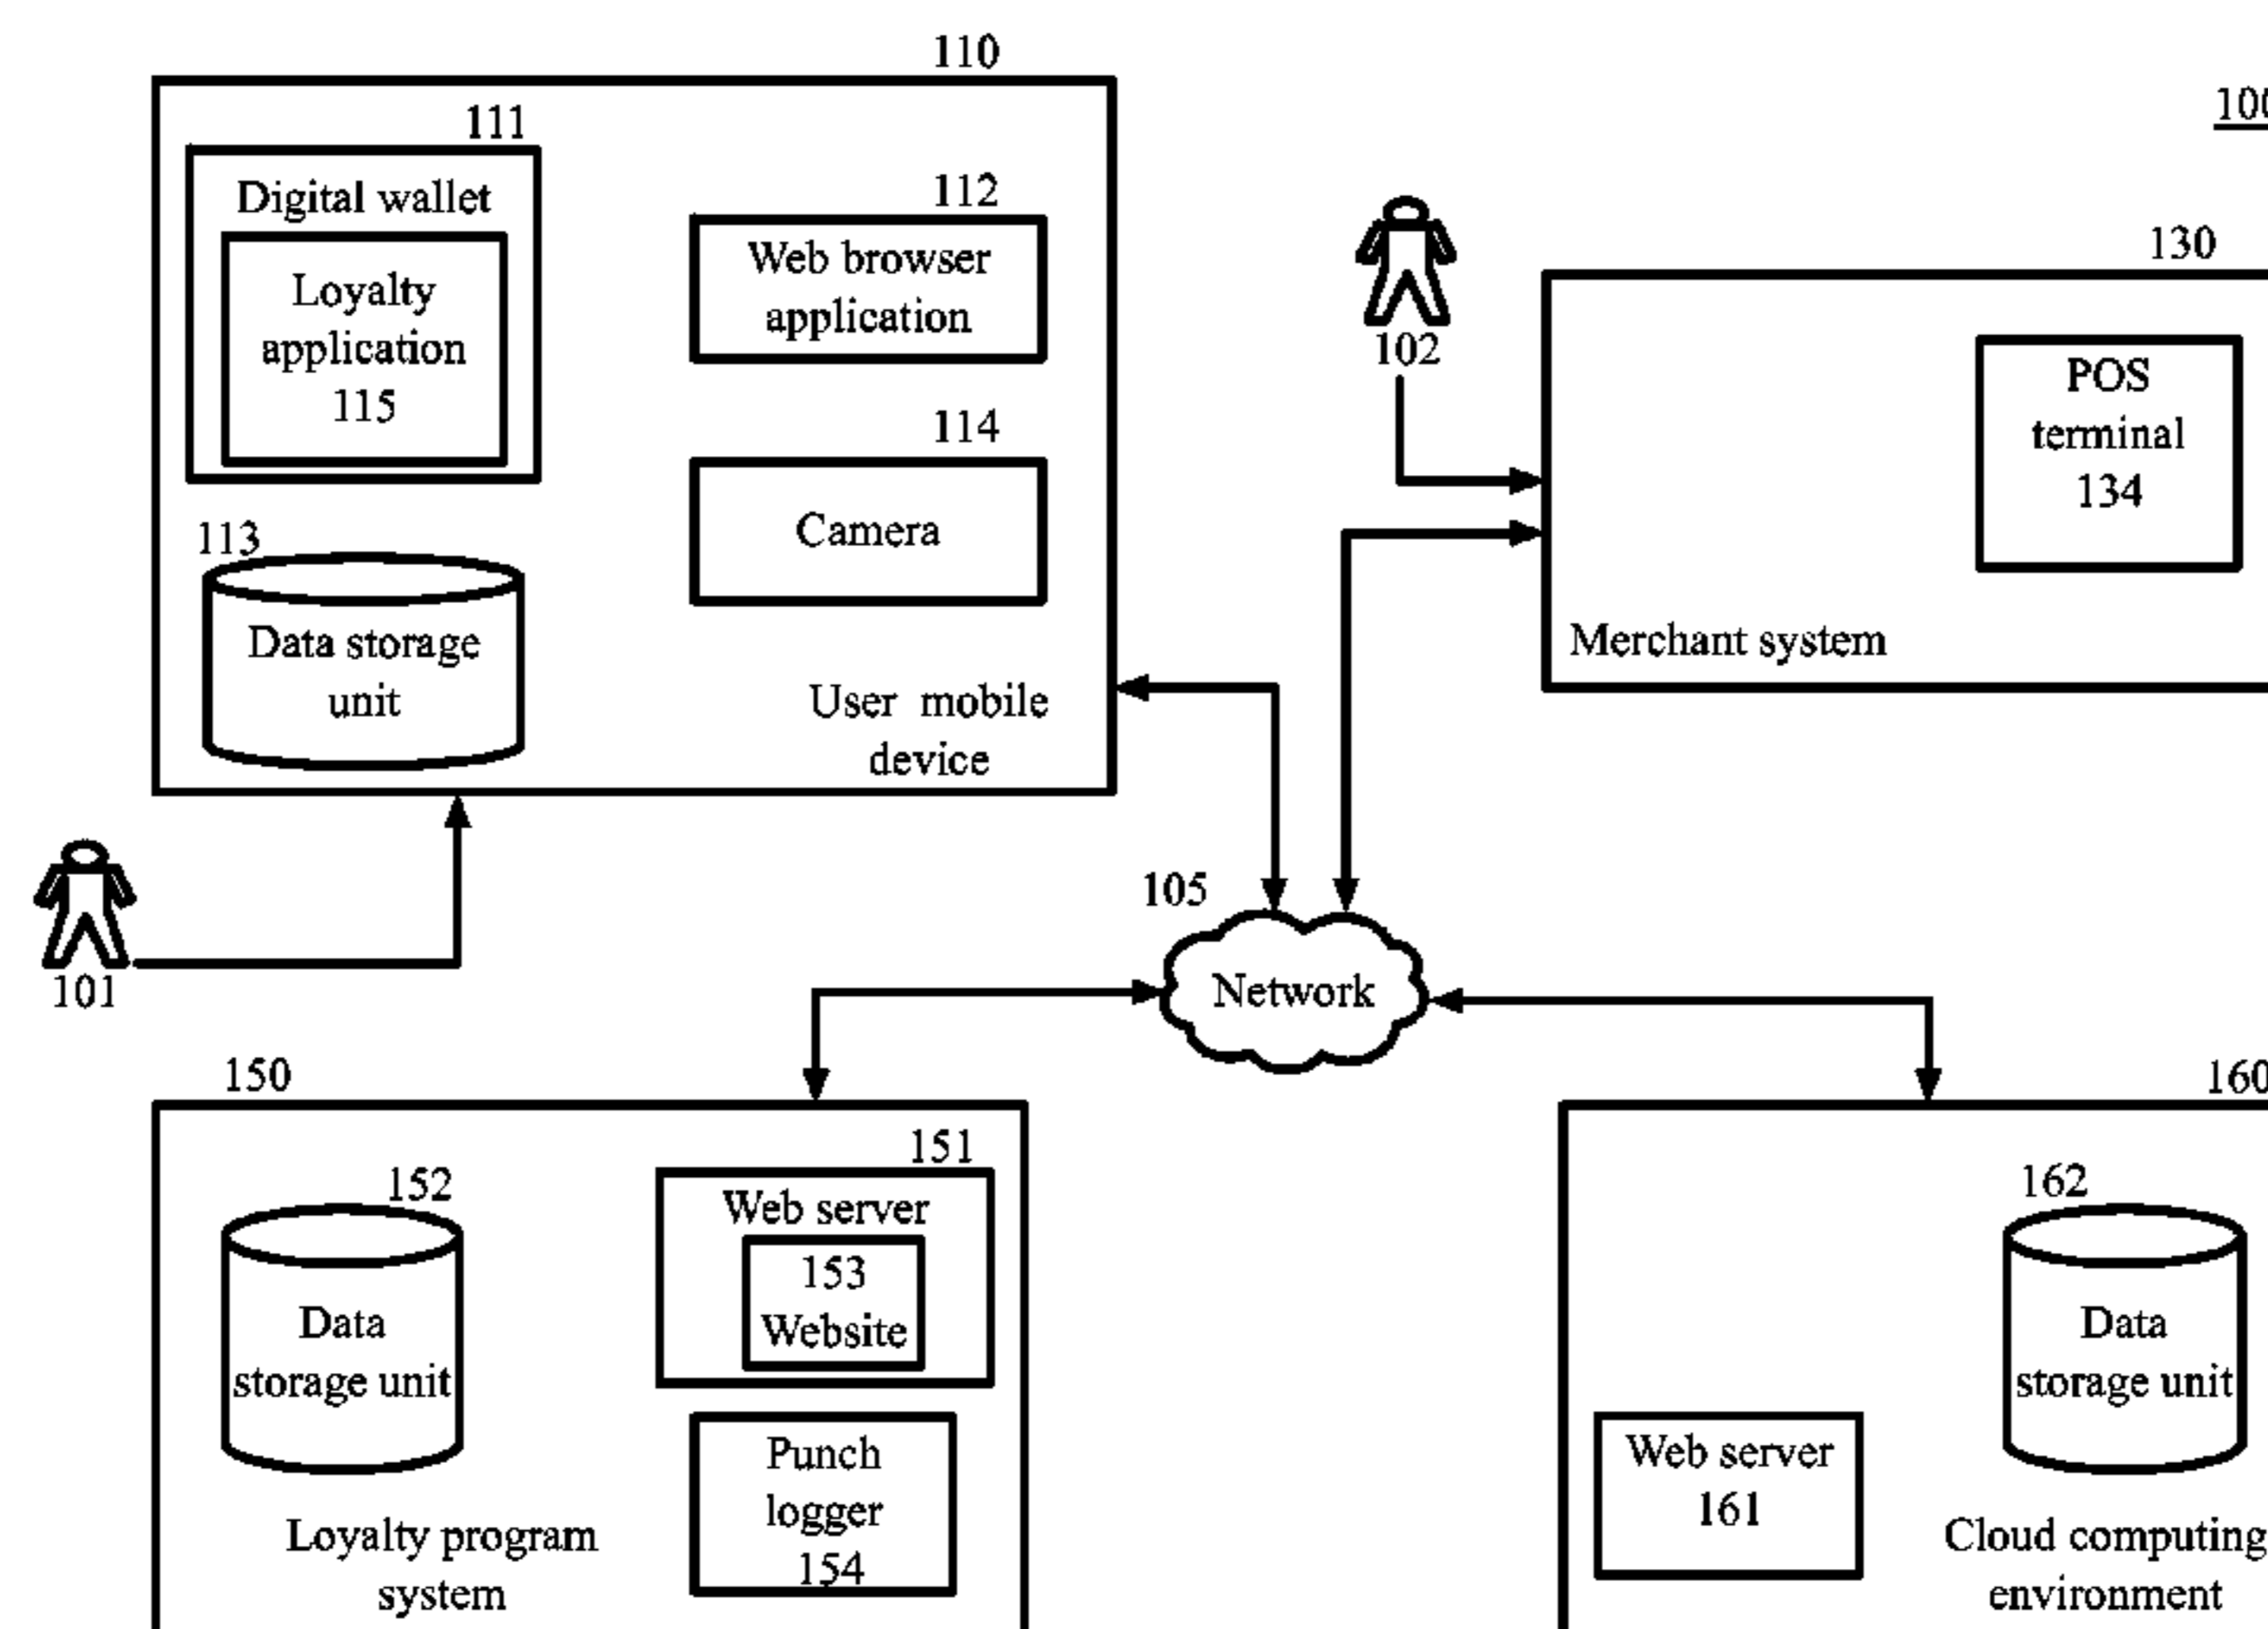 110
100
111
Digital wallet
Loyalty
application
115
112
Web browser
application
114
Camera
113
Data storage
unit
User mobile
device
102
130
POS
terminal
134
Merchant system
101
105
Network
150
152
Data
storage unit
151
Web server
153
Website
Punch
logger
154
Loyalty program
system
160
162
Data
storage unit
Web server
161
Cloud computing
environment